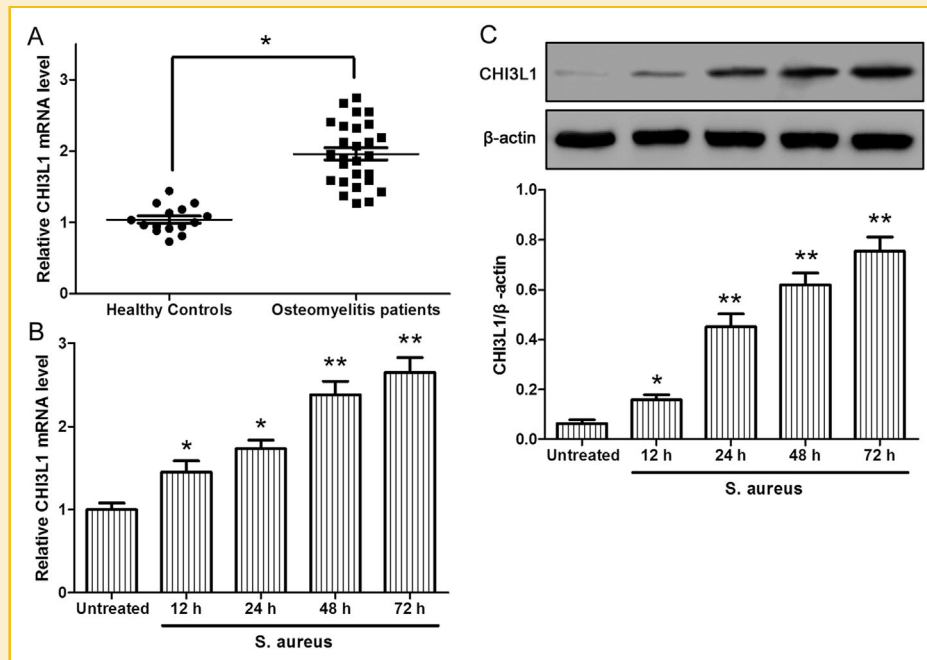 A
*
Relative CHI3L1 mRNA level
3
2
1
0
Healthy Controls Osteomyelitis patients
B
Relative CHI3L1 mRNA level
3
2
1
0
* * ** **
Untreated 12 h 24 h 48 h 72 h
S. aureus
C
CHI3L1
β-actin
CHI3L1/β -actin
1.0
0.8
0.6
0.4
0.2
0.0
* ** ** **
Untreated 12 h 24 h 48 h 72 h
S. aureus